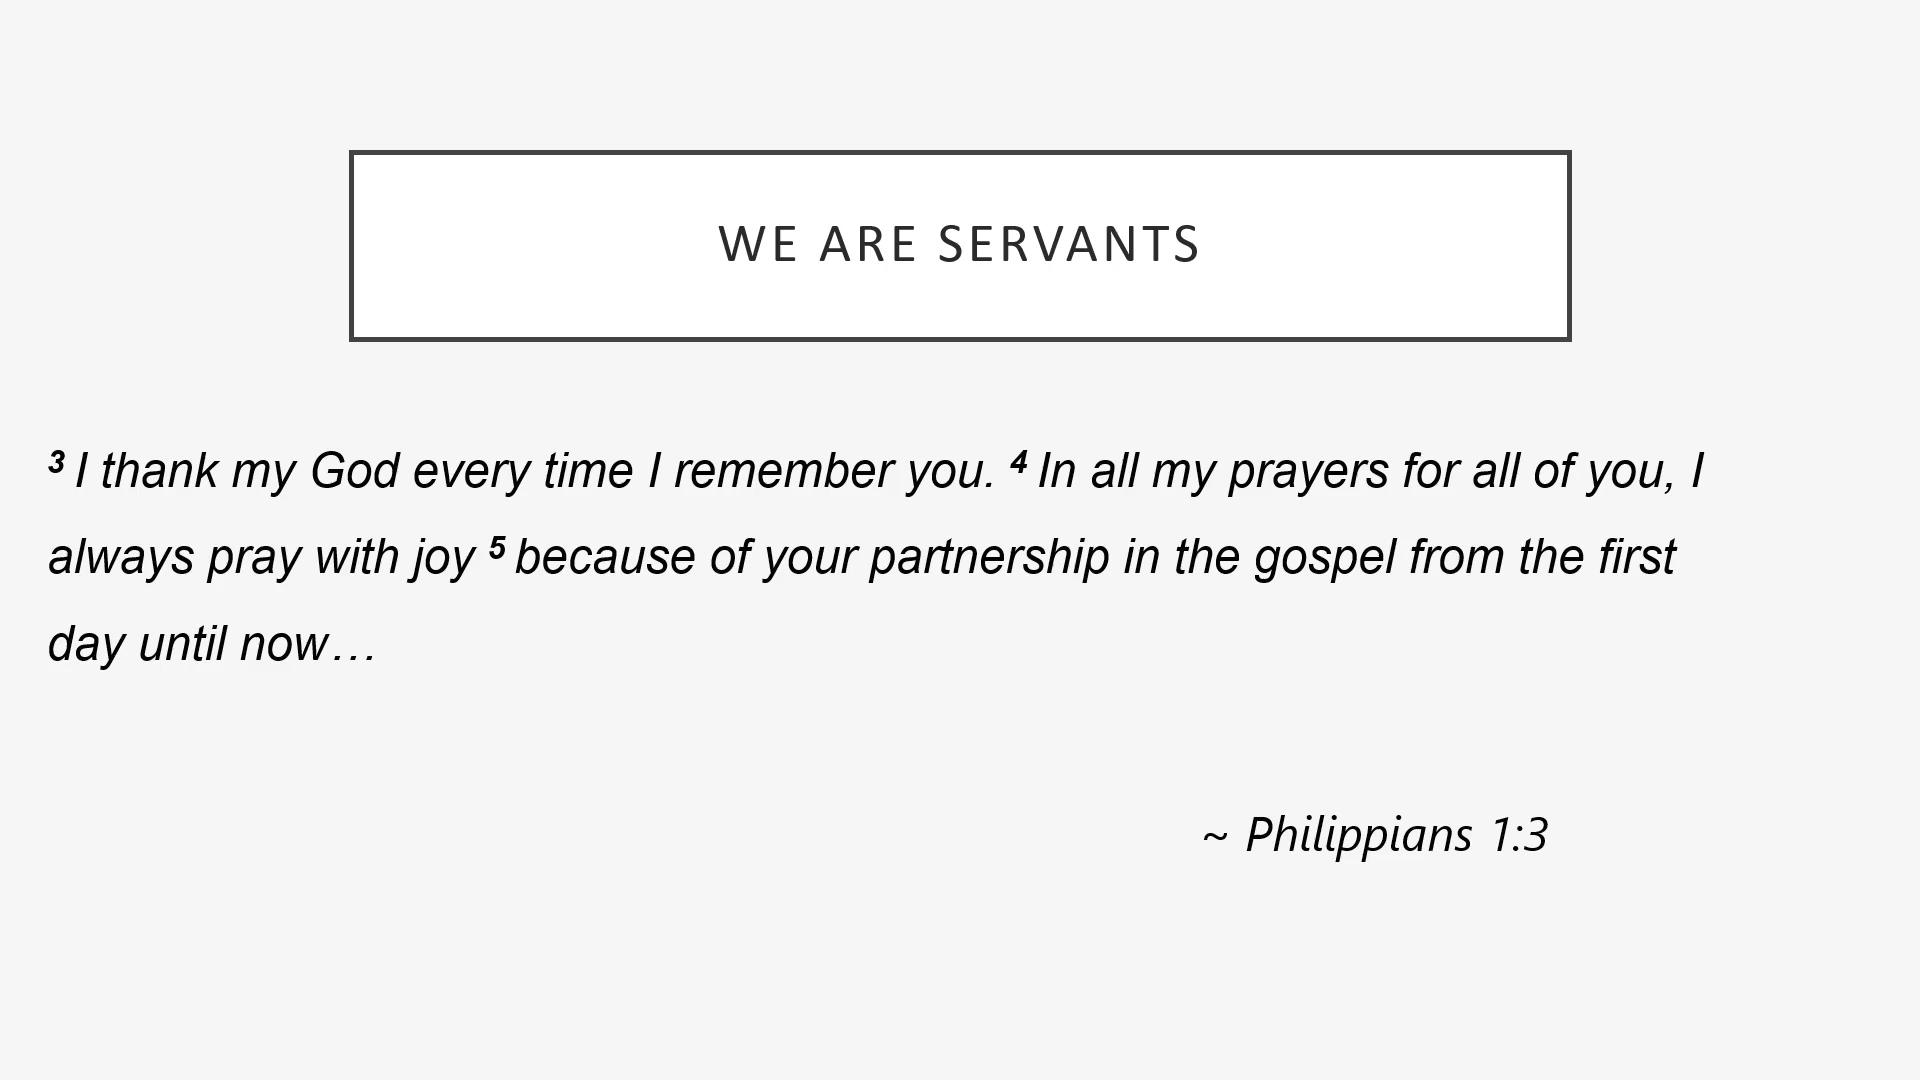 WE ARE SERVANTS
3 I thank my God every time I remember you. 4 In all my prayers for all of you, I
always pray with joy 5 because of your partnership in the gospel from the first
day until now…
~ Philippians 1:3